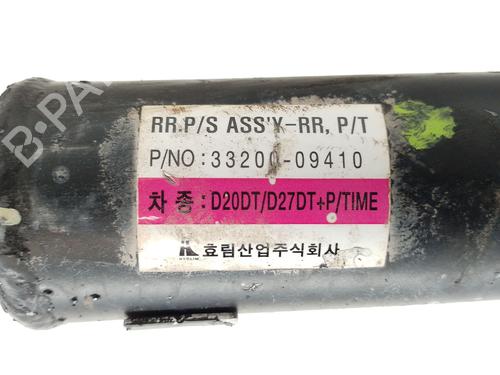 RR.P/S ASS'Y-RR, P/T
P/NO : 33200-09410
차 종 : D20DT/D27DT+P/TIME
효림산업주식회사
B-PARTS